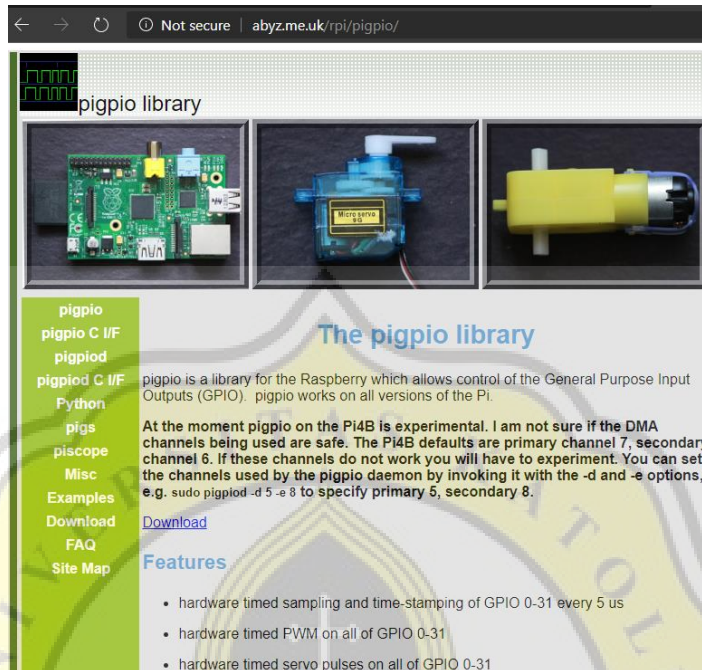 Not secure | abyz.me.uk/rpi/pigpio/
pigpio library
Micro servo
9G
pigpio
pigpio C I/F
pigpiod
pigpiod C I/F
Python
pigs
piscope
Misc
Examples
Download
FAQ
Site Map
The pigpio library
pigpio is a library for the Raspberry which allows control of the General Purpose Input
Outputs (GPIO). pigpio works on all versions of the Pi.
At the moment pigpio on the Pi4B is experimental. I am not sure if the DMA
channels being used are safe. The Pi4B defaults are primary channel 7, secondary
channel 6. If these channels do not work you will have to experiment. You can set
the channels used by the pigpio daemon by invoking it with the -d and -e options,
e.g. sudo pigpiod -d 5 -e 8 to specify primary 5, secondary 8.
Download
Features
• hardware timed sampling and time-stamping of GPIO 0-31 every 5 us
• hardware timed PWM on all of GPIO 0-31
• hardware timed servo pulses on all of GPIO 0-31